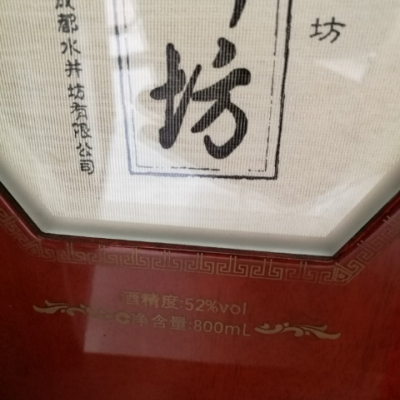 坊
坊
成都水井坊有限公司
酒精度:52%vol
净含量:800mL